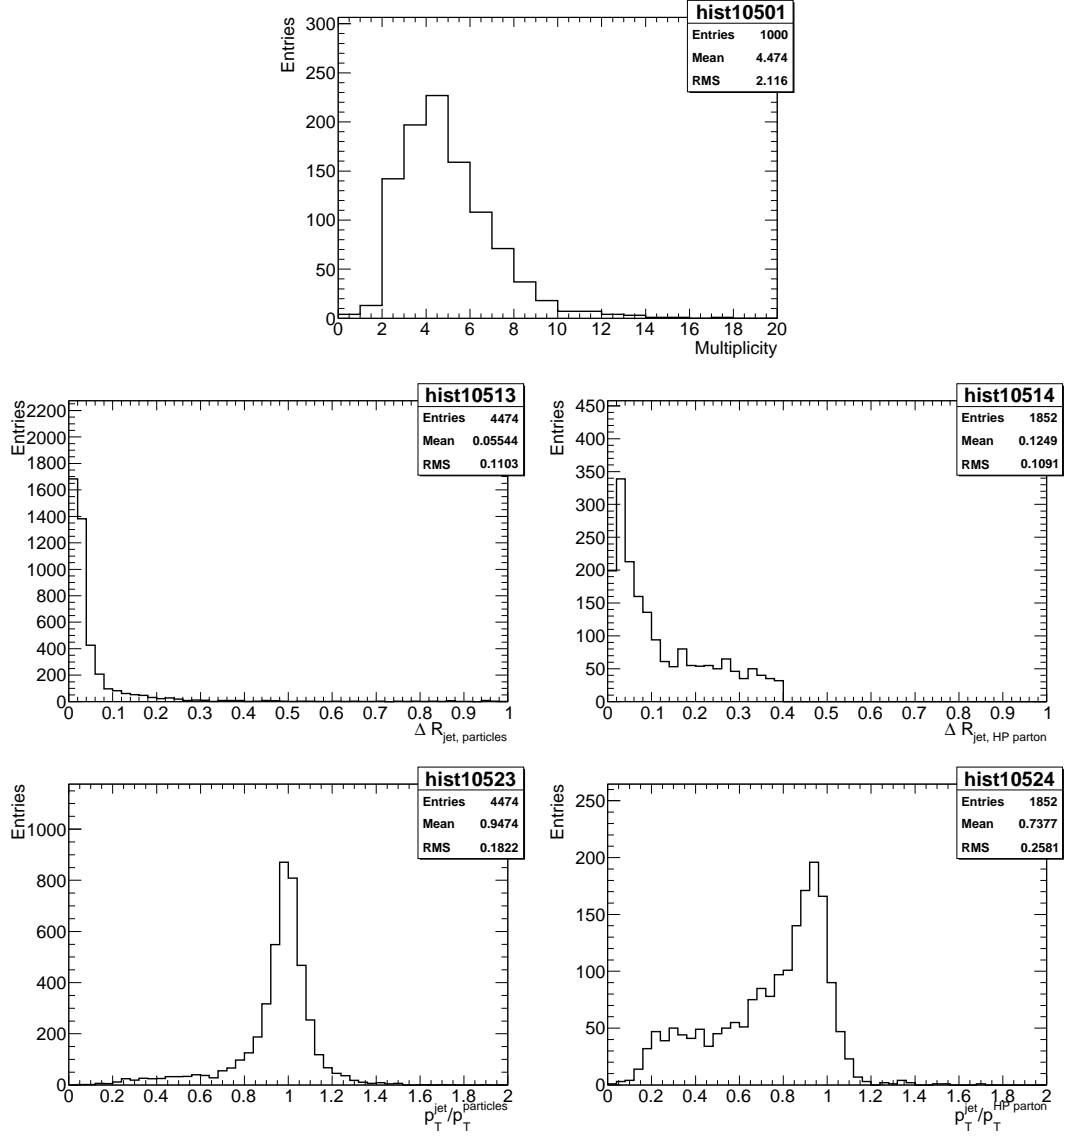 hist10501
Entries 1000
Mean 4.474
RMS 2.116
Entries
300
250
200
150
100
50
0
0 2 4 6 8 10 12 14 16 18 20
Multiplicity
hist10513
Entries 4474
Mean 0.05544
RMS 0.1103
Entries
2200
2000
1800
1600
1400
1200
1000
800
600
400
200
0
0 0.1 0.2 0.3 0.4 0.5 0.6 0.7 0.8 0.9 1
Δ R jet, particles
hist10514
Entries 1852
Mean 0.1249
RMS 0.1091
Entries
450
400
350
300
250
200
150
100
50
0
0 0.1 0.2 0.3 0.4 0.5 0.6 0.7 0.8 0.9 1
Δ R jet, HP parton
hist10523
Entries 4474
Mean 0.9474
RMS 0.1822
Entries
1000
800
600
400
200
0
0 0.2 0.4 0.6 0.8 1 1.2 1.4 1.6 1.8 2
p_T^jet/p_T^particles
hist10524
Entries 1852
Mean 0.7377
RMS 0.2581
Entries
250
200
150
100
50
0
0 0.2 0.4 0.6 0.8 1 1.2 1.4 1.6 1.8 2
p_T^jet/p_T^HP parton